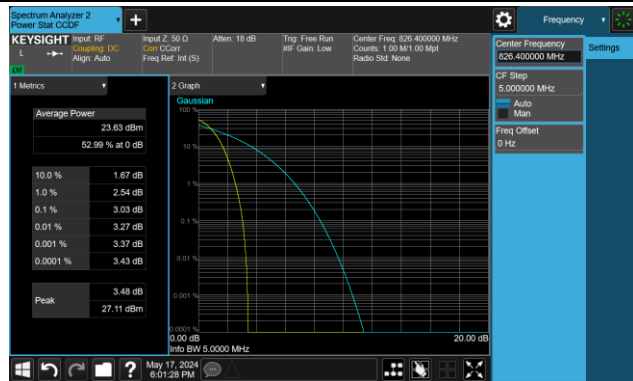 Spectrum Analyzer 2
Power Stat CCDF
Frequency
KEYSIGHT
L
Input: RF
Coupling: DC
Align: Auto
Input Z: 50 Ω
Corr CCorr
Freq Ref: Int (S)
Atten: 18 dB
Trig: Free Run
#IF Gain: Low
Center Freq: 826.400000 MHz
Counts: 1.00 M/1.00 Mpt
Radio Std: None
LM
1 Metrics
Average Power
23.63 dBm
52.99 % at 0 dB
10.0 % 1.67 dB
1.0 % 2.54 dB
0.1 % 3.03 dB
0.01 % 3.27 dB
0.001 % 3.37 dB
0.0001 % 3.43 dB
Peak
3.48 dB
27.11 dBm
2 Graph
Gaussian
100 %
10 %
1 %
0.1 %
0.01 %
0.001 %
0.0001 %
0.00 dB
20.00 dB
Info BW 5.0000 MHz
Center Frequency
826.400000 MHz
Settings
CF Step
5.000000 MHz
Auto
Man
Freq Offset
0 Hz
?
May 17, 2024
6:01:28 PM